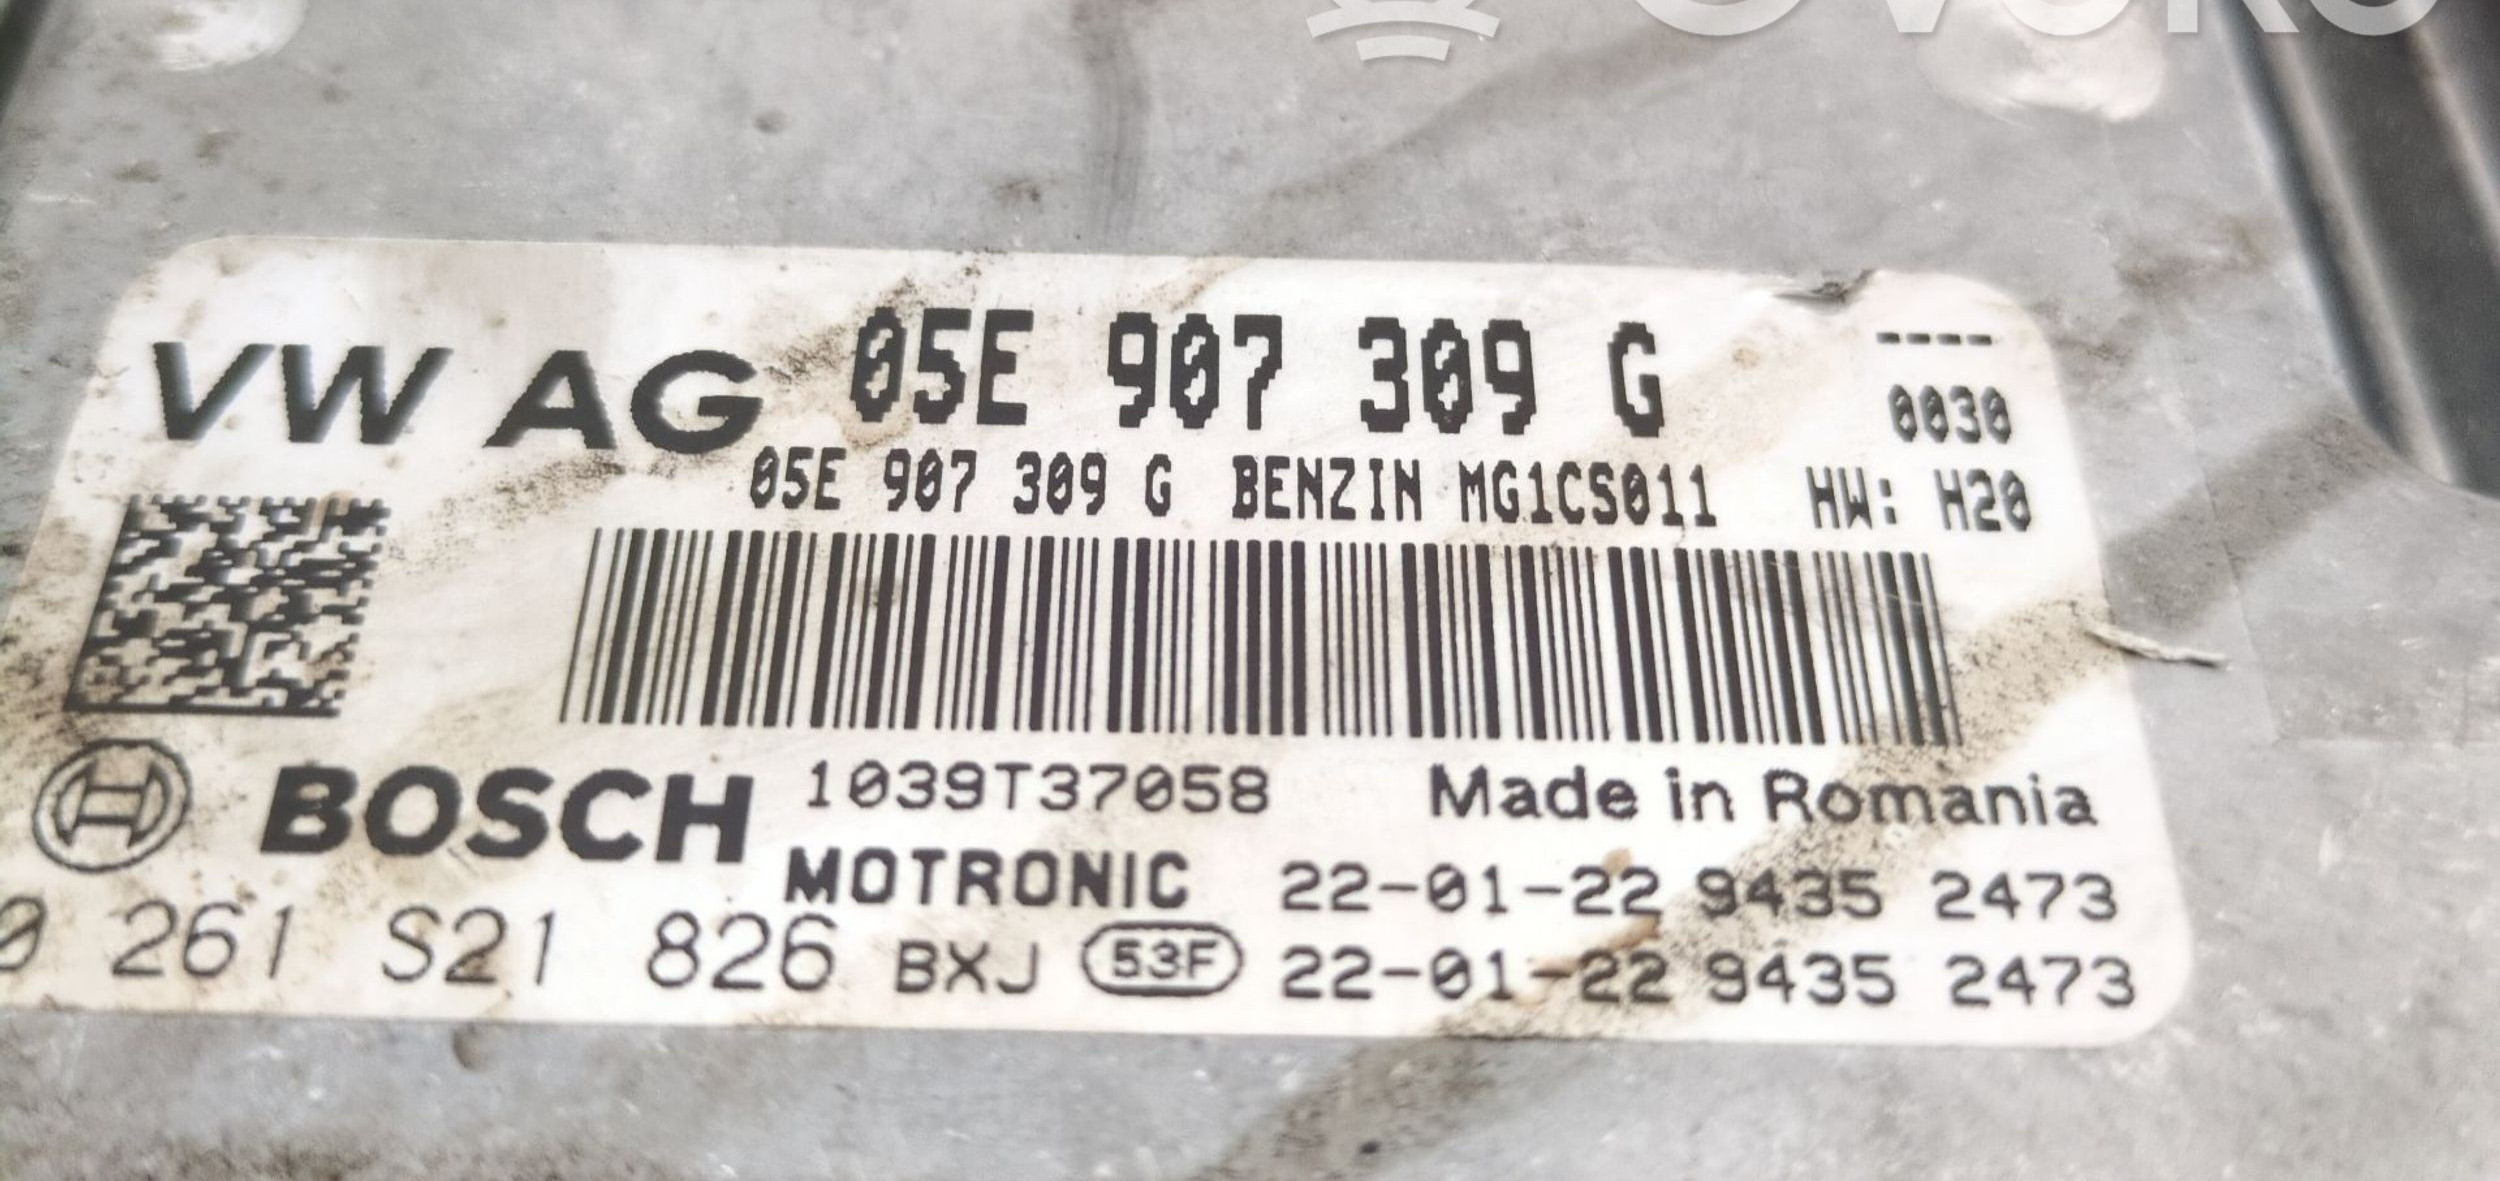 VW AG 05E 907 309 G ----
0030
05E 907 309 G BENZIN MG1CS011 HW: H20
BOSCH 1039T37058 Made in Romania
MOTRONIC 22-01-22 9435 2473
0 261 S21 826 BXJ 53F 22-01-22 9435 2473